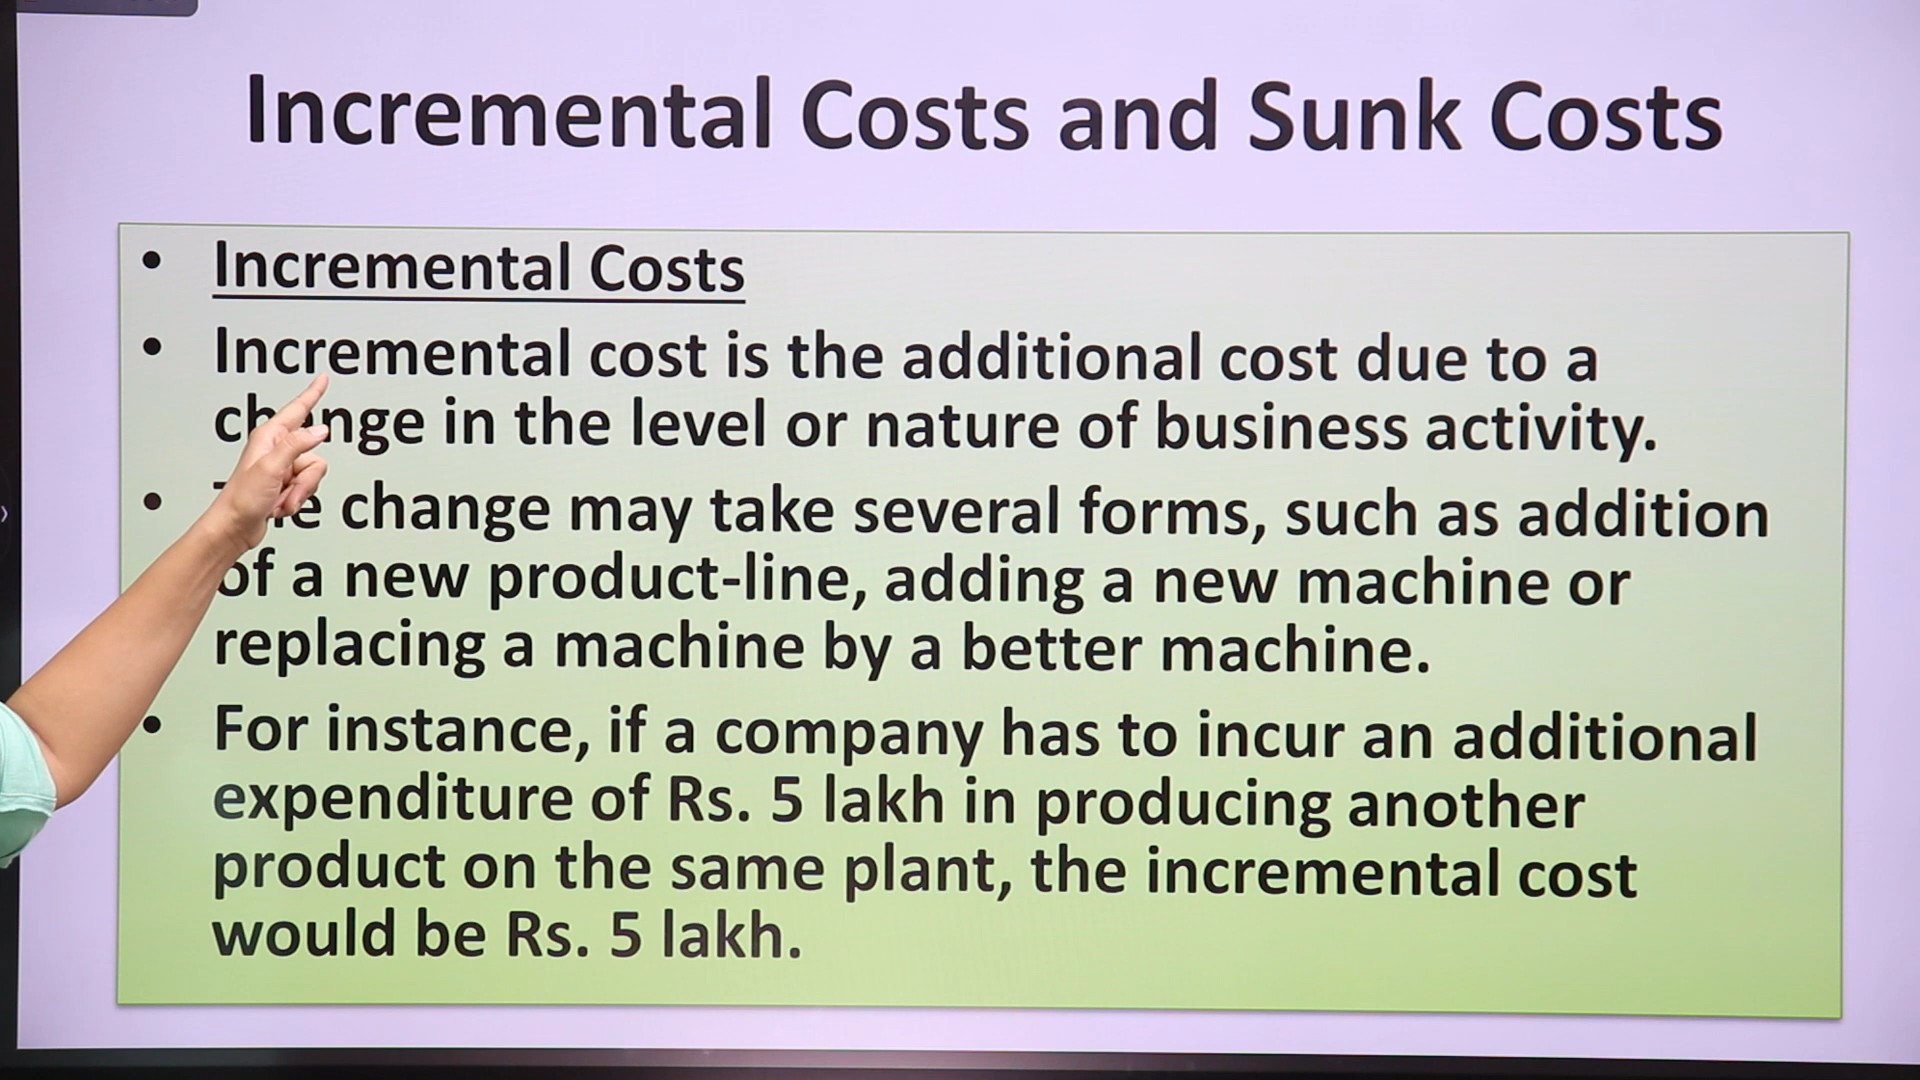 Incremental Costs and Sunk Costs
• Incremental Costs
• Incremental cost is the additional cost due to a
change in the level or nature of business activity.
• The change may take several forms, such as addition
of a new product-line, adding a new machine or
replacing a machine by a better machine.
• For instance, if a company has to incur an additional
expenditure of Rs. 5 lakh in producing another
product on the same plant, the incremental cost
would be Rs. 5 lakh.